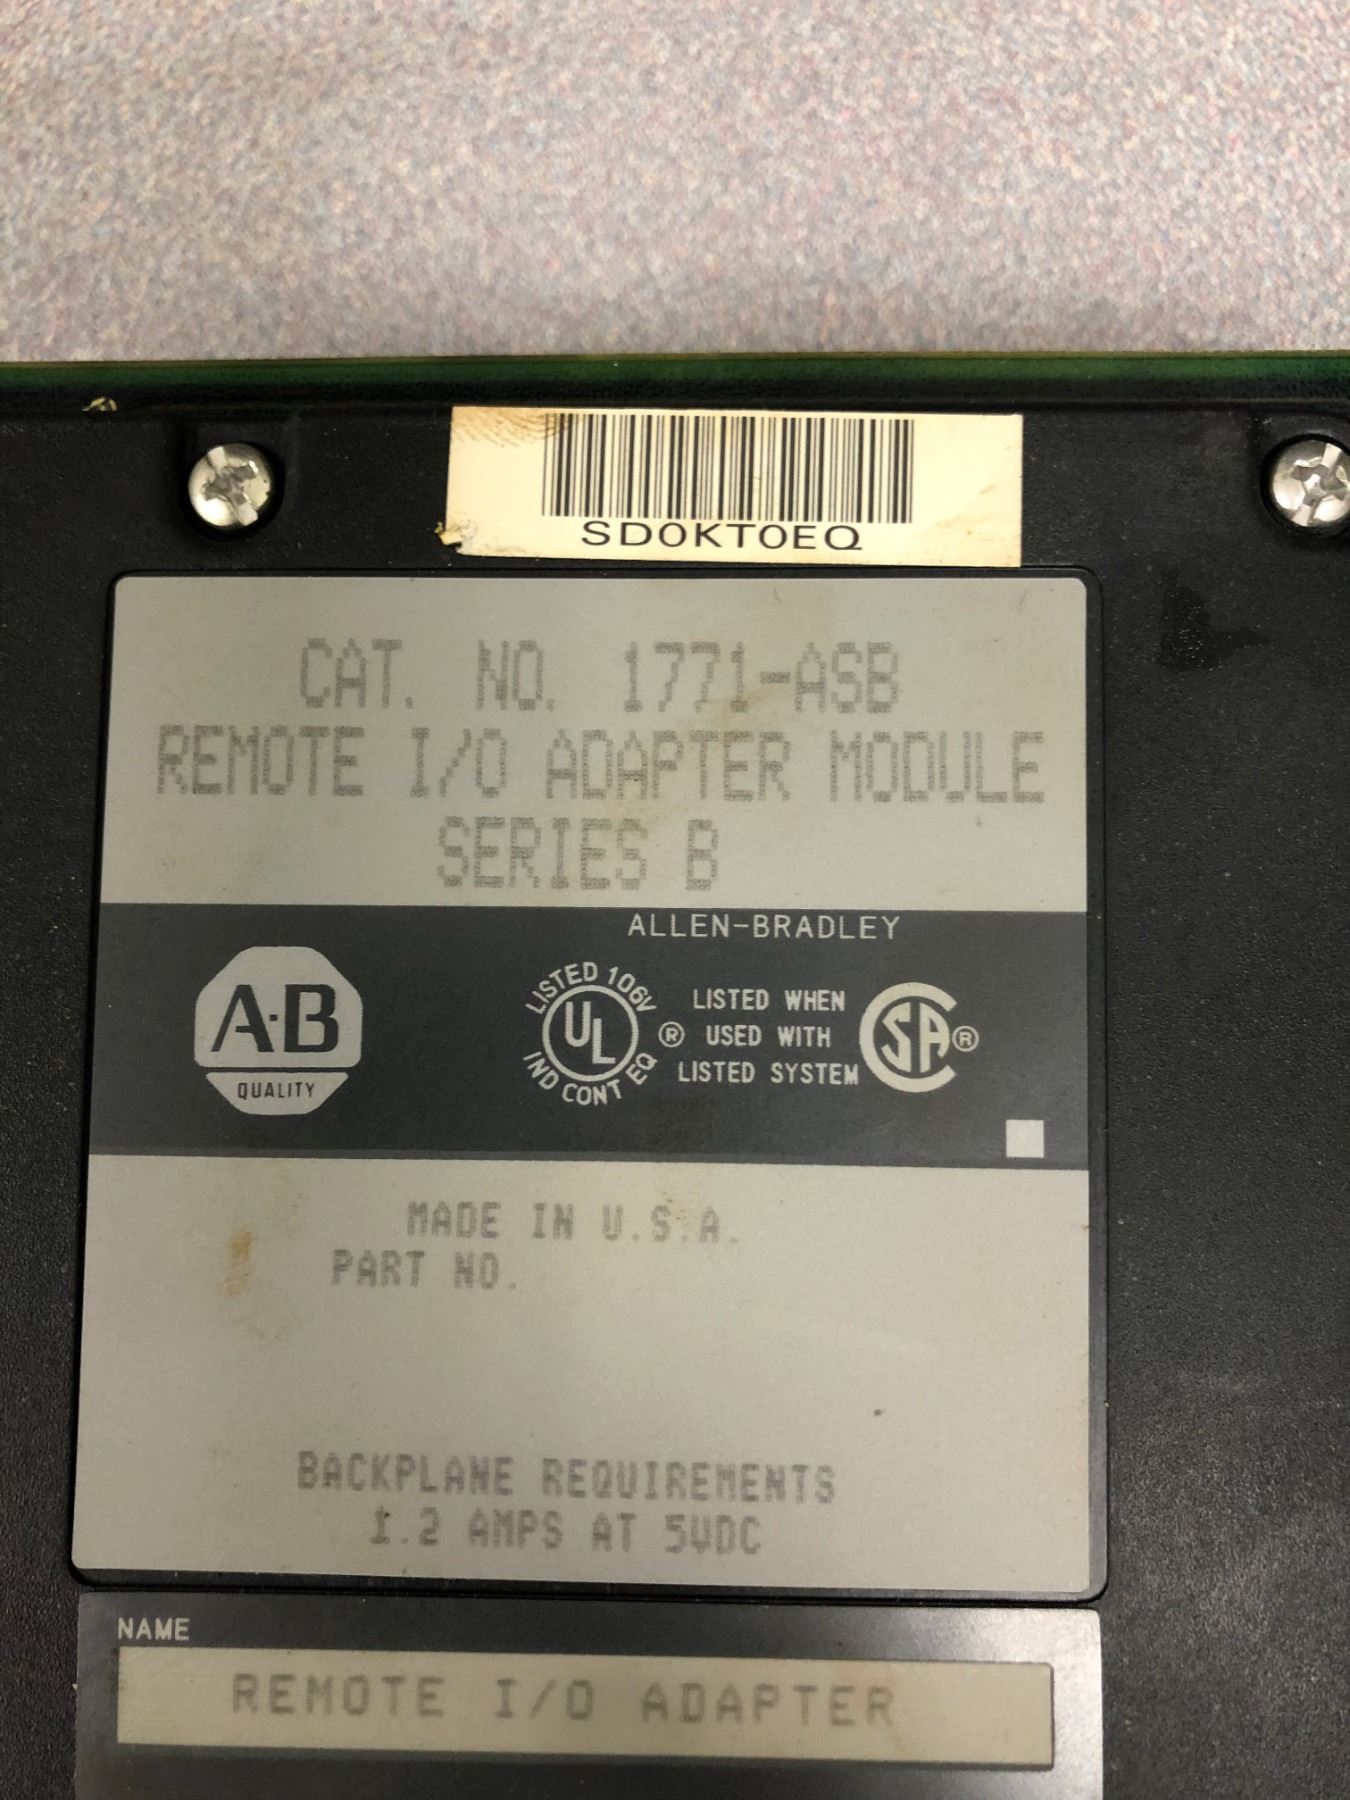 SD0KT0EQ
CAT. NO. 1771-ASB
REMOTE I/O ADAPTER MODULE
SERIES B
ALLEN-BRADLEY
A·B
QUALITY
LISTED 106V
UL ®
IND CONT EQ
LISTED WHEN
USED WITH
LISTED SYSTEM
SA ®
MADE IN U.S.A.
PART NO.
BACKPLANE REQUIREMENTS
1.2 AMPS AT 5VDC
NAME
REMOTE I/O ADAPTER